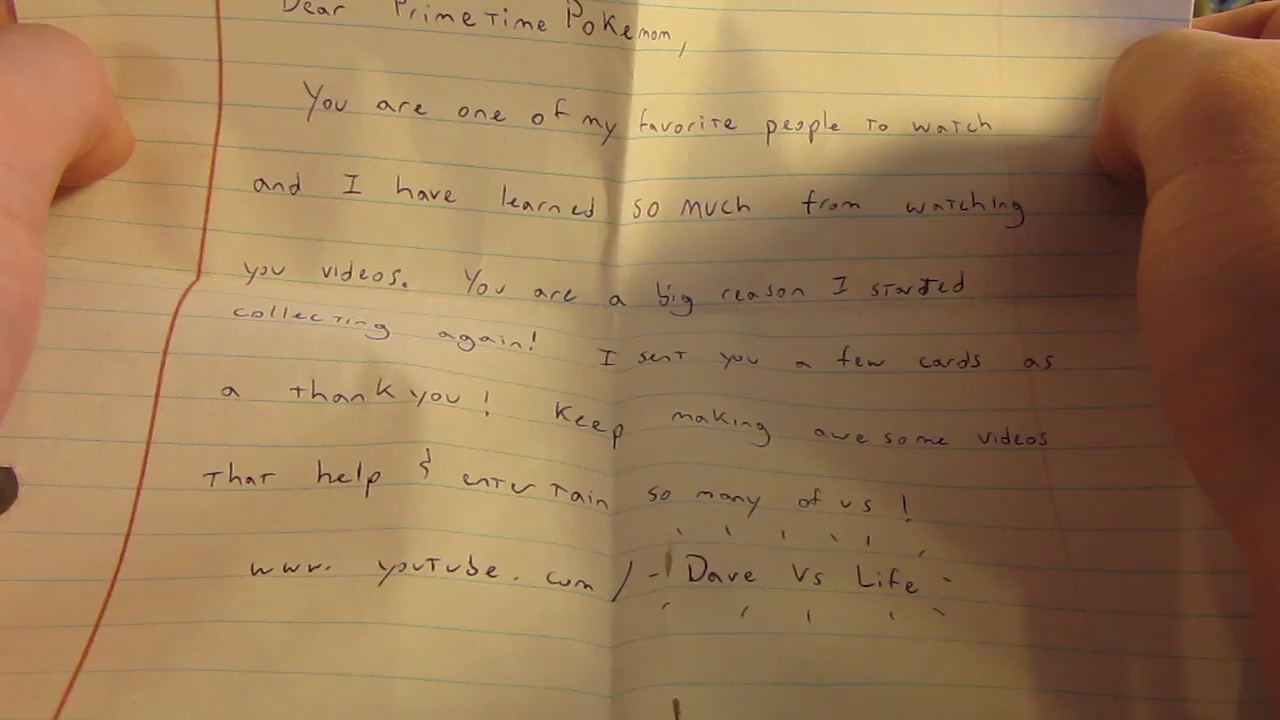 Dear PrimeTime Pokemom,
You are one of my favorite people to watch
and I have learned so much from watching
you videos. You are a big reason I started
collecting again! I sent you a few cards as
a thank you! Keep making awesome videos
that help & entertain so many of us!
www.youtube.com/ - Dave Vs Life -